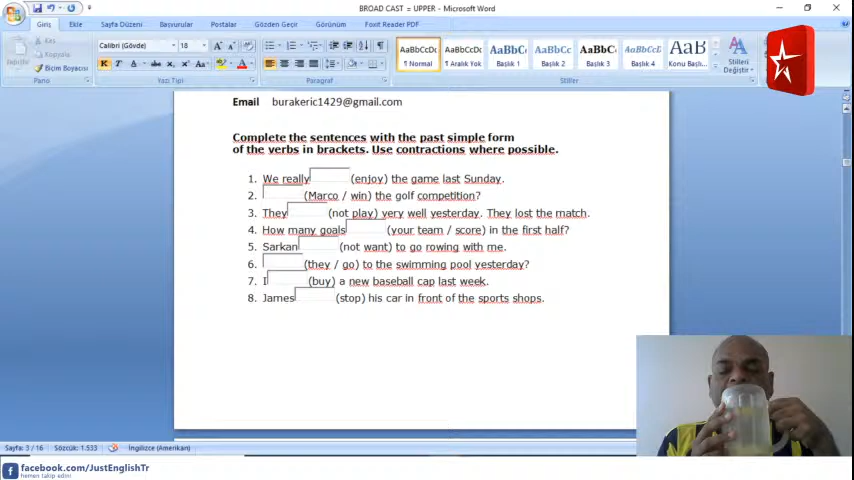 BROAD CAST = UPPER - Microsoft Word
Giriş Ekle Sayfa Düzeni Başvurular Postalar Gözden Geçir Görünüm Foxit Reader PDF
Kes
Kopyala
Biçim Boyacısı
Pano
Calibri (Gövde) 18
Yazı Tipi
Paragraf
AaBbCcDc AaBbCcDc AaBbC AaBbCc AaBbCc AaBbCcD AaB
¶ Normal ¶ Aralık Yok Başlık 1 Başlık 2 Başlık 3 Başlık 4 Konu Başl...
Stiller
Stilleri Değiştir
Email burakeric1429@gmail.com
Complete the sentences with the past simple form
of the verbs in brackets. Use contractions where possible.
1. We really (enjoy) the game last Sunday.
2. (Marco / win) the golf competition?
3. They (not play) very well yesterday. They lost the match.
4. How many goals (your team / score) in the first half?
5. Sarkan (not want) to go rowing with me.
6. (they / go) to the swimming pool yesterday?
7. I (buy) a new baseball cap last week.
8. James (stop) his car in front of the sports shops.
Sayfa: 3 / 16 Sözcük: 1.533 İngilizce (Amerikan)
facebook.com/JustEnglishTr
hemen takip edin!